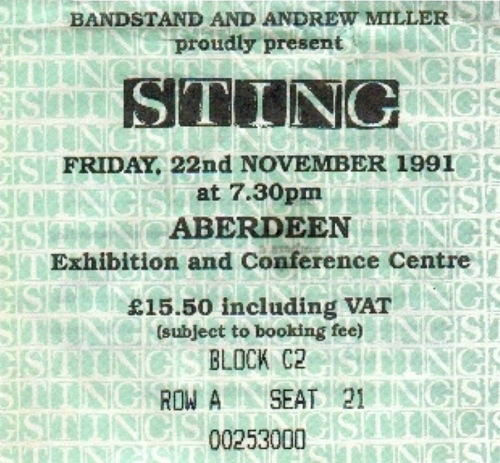 BANDSTAND AND ANDREW MILLER
proudly present
STING
FRIDAY, 22nd NOVEMBER 1991
at 7.30pm
ABERDEEN
Exhibition and Conference Centre
£15.50 including VAT
(subject to booking fee)
BLOCK C2
ROW A SEAT 21
00253000